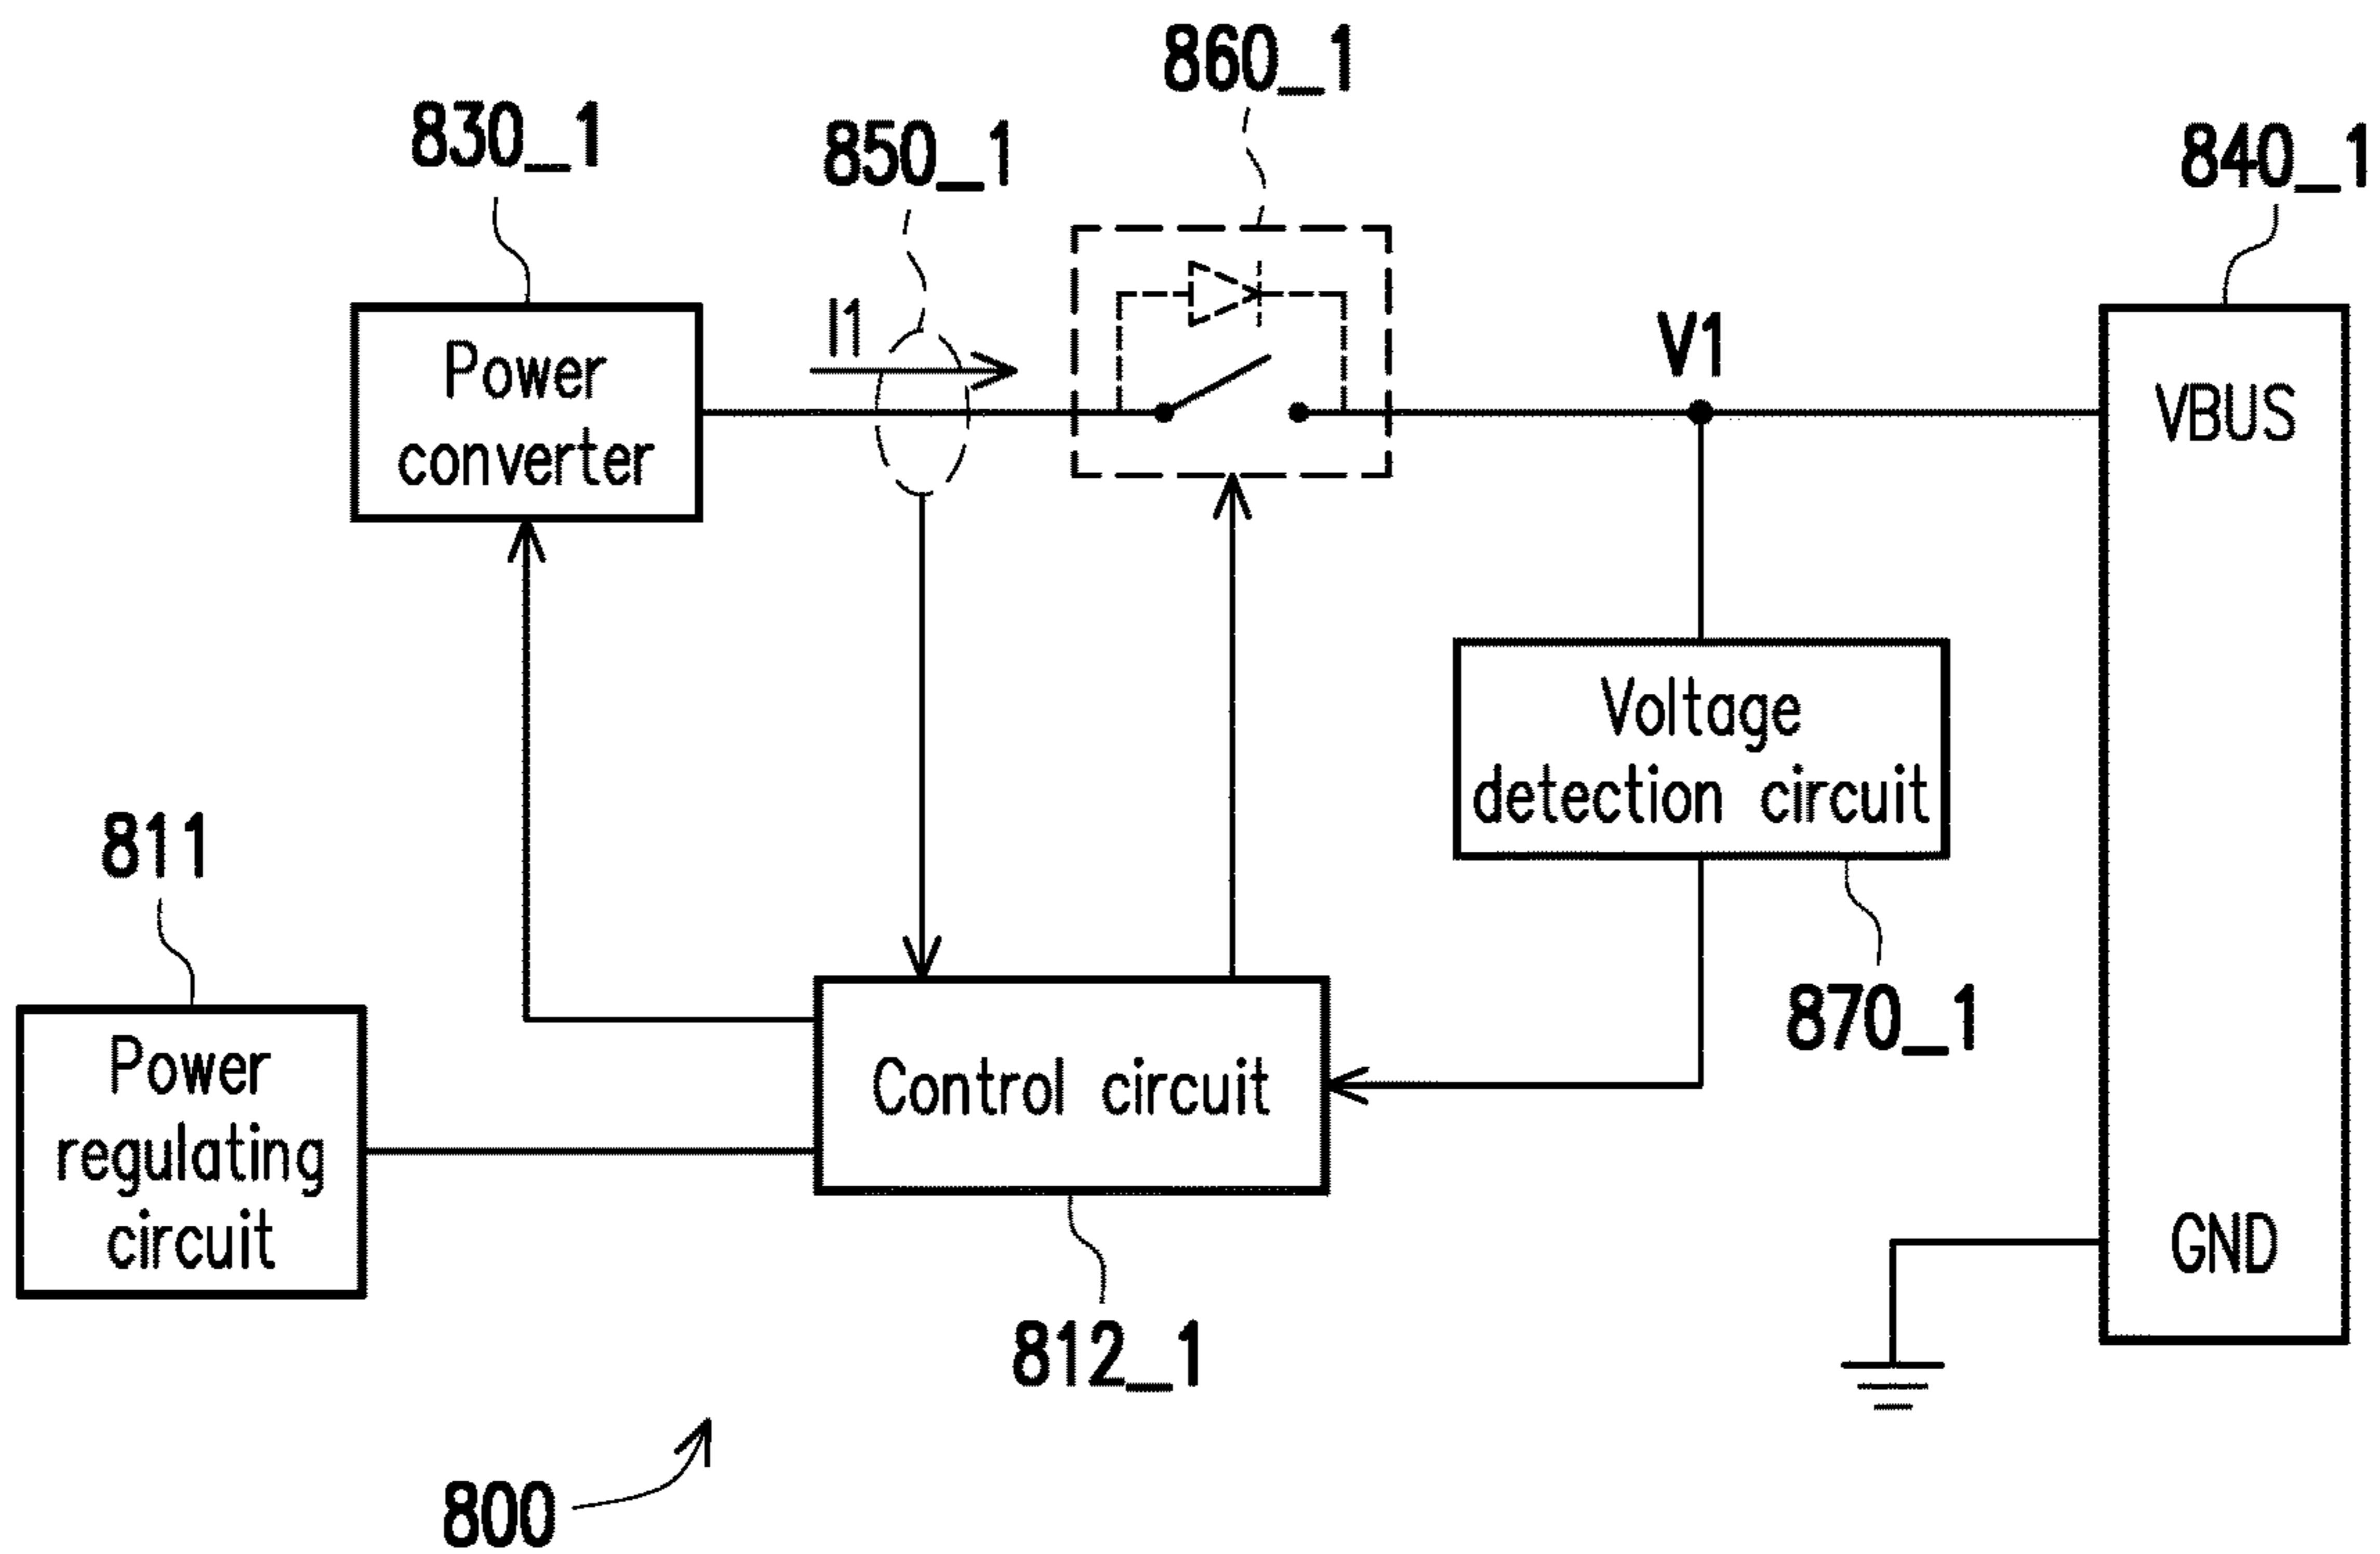 860_1
830_1
850_1
840_1
I1
V1
Power
converter
VBUS
Voltage
detection circuit
811
870_1
Power
regulating
circuit
Control circuit
GND
812_1
800